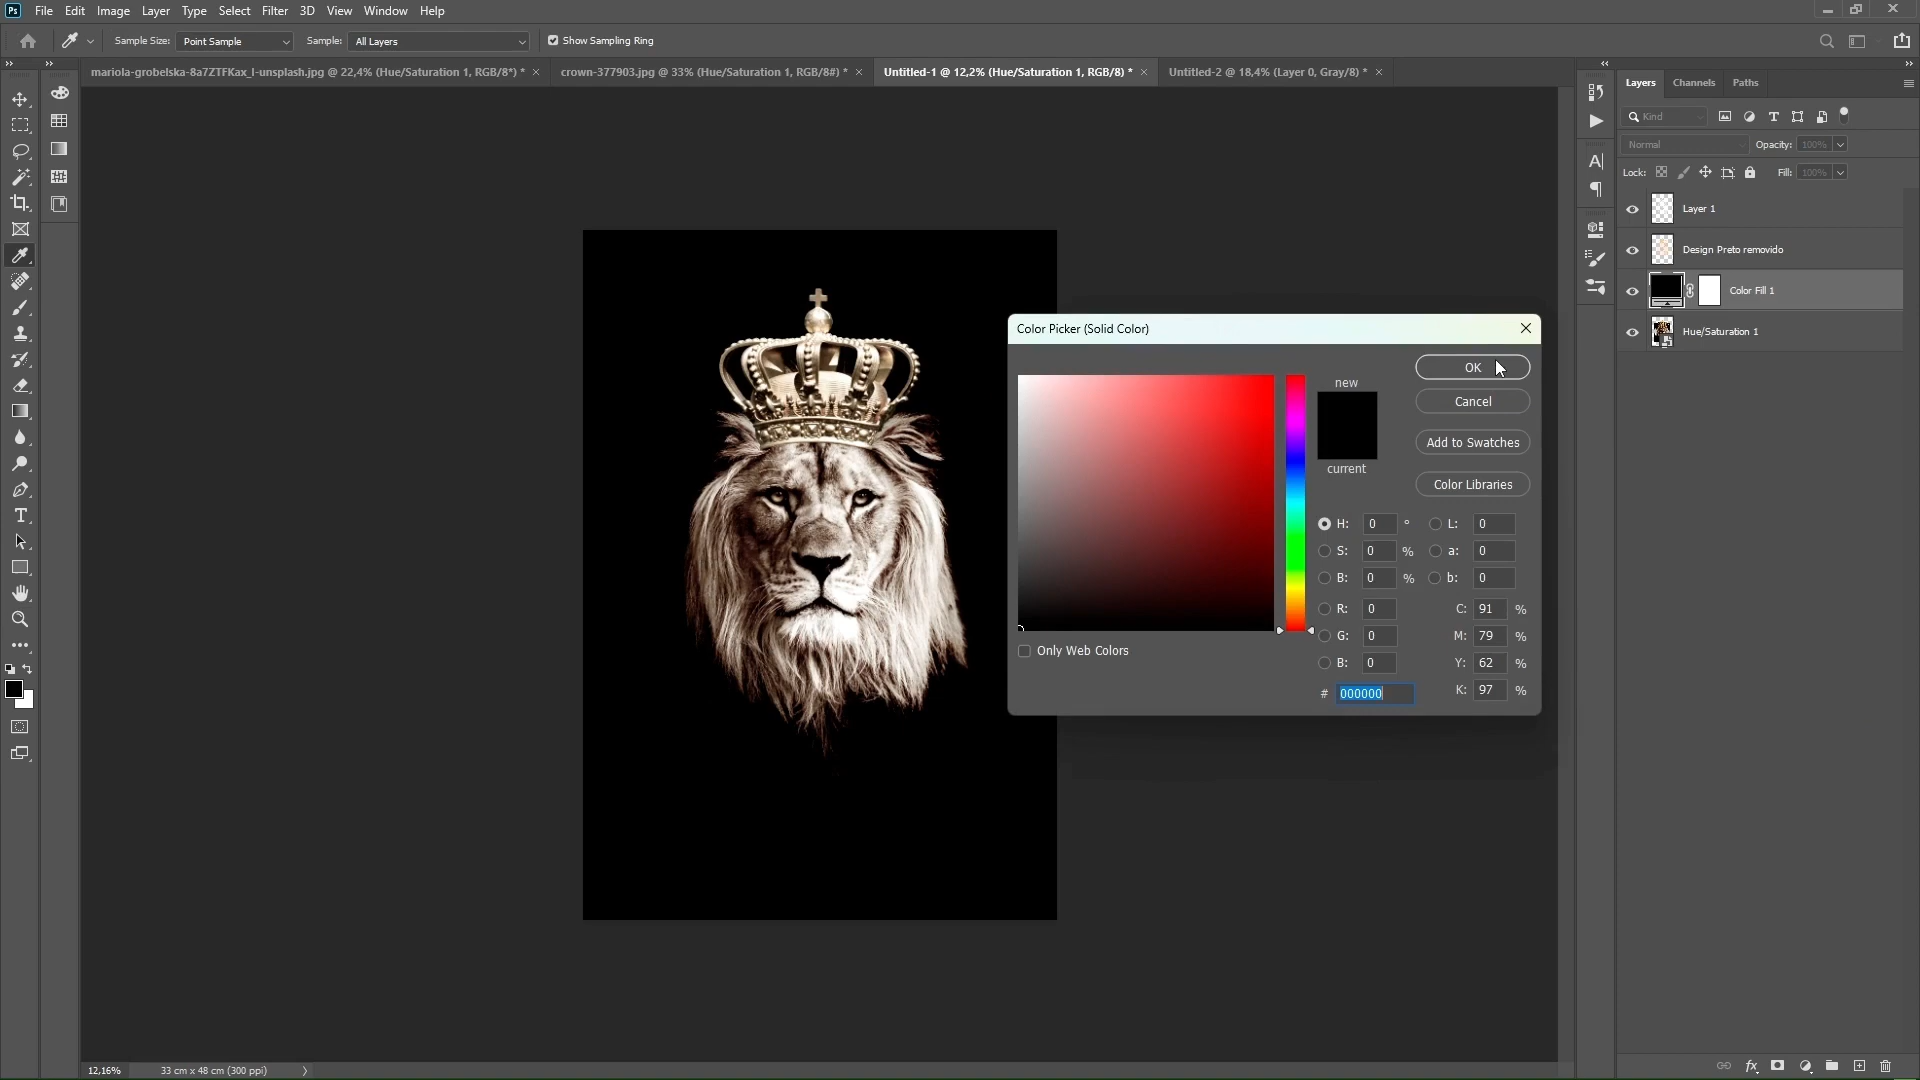 Ps File Edit Image Layer Type Select Filter 3D View Window Help
Sample Size: Point Sample Sample: All Layers Show Sampling Ring
mariola-grobelska-8a7ZTFKax_I-unsplash.jpg @ 22,4% (Hue/Saturation 1, RGB/8*) *
crown-377903.jpg @ 33% (Hue/Saturation 1, RGB/8#) *
Untitled-1 @ 12,2% (Hue/Saturation 1, RGB/8) *
Untitled-2 @ 18,4% (Layer 0, Gray/8) *
Layers Channels Paths
Kind
Normal Opacity: 100%
Lock: Fill: 100%
Layer 1
Design Preto removido
Color Fill 1
Hue/Saturation 1
Color Picker (Solid Color)
new
current
OK
Cancel
Add to Swatches
Color Libraries
H: 0 ° L: 0
S: 0 % a: 0
B: 0 % b: 0
R: 0 C: 91 %
G: 0 M: 79 %
B: 0 Y: 62 %
# 000000 K: 97 %
Only Web Colors
12,16% 33 cm x 48 cm (300 ppi)